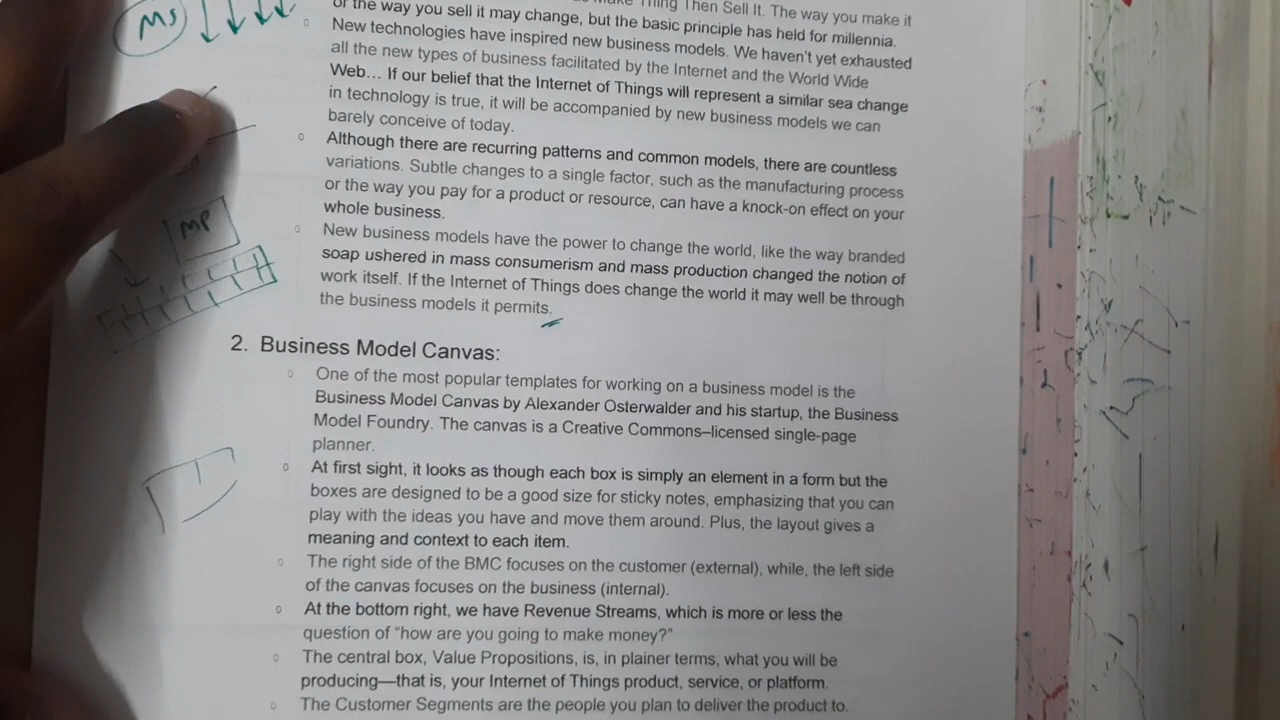 MS
Make Thing Then Sell It. The way you make it
or the way you sell it may change, but the basic principle has held for millennia.
New technologies have inspired new business models. We haven't yet exhausted
all the new types of business facilitated by the Internet and the World Wide
Web... If our belief that the Internet of Things will represent a similar sea change
in technology is true, it will be accompanied by new business models we can
barely conceive of today.
Although there are recurring patterns and common models, there are countless
variations. Subtle changes to a single factor, such as the manufacturing process
or the way you pay for a product or resource, can have a knock-on effect on your
whole business.
MP
New business models have the power to change the world, like the way branded
soap ushered in mass consumerism and mass production changed the notion of
work itself. If the Internet of Things does change the world it may well be through
the business models it permits.
2. Business Model Canvas:
One of the most popular templates for working on a business model is the
Business Model Canvas by Alexander Osterwalder and his startup, the Business
Model Foundry. The canvas is a Creative Commons–licensed single-page
planner.
At first sight, it looks as though each box is simply an element in a form but the
boxes are designed to be a good size for sticky notes, emphasizing that you can
play with the ideas you have and move them around. Plus, the layout gives a
meaning and context to each item.
The right side of the BMC focuses on the customer (external), while, the left side
of the canvas focuses on the business (internal).
At the bottom right, we have Revenue Streams, which is more or less the
question of "how are you going to make money?"
The central box, Value Propositions, is, in plainer terms, what you will be
producing—that is, your Internet of Things product, service, or platform.
The Customer Segments are the people you plan to deliver the product to.